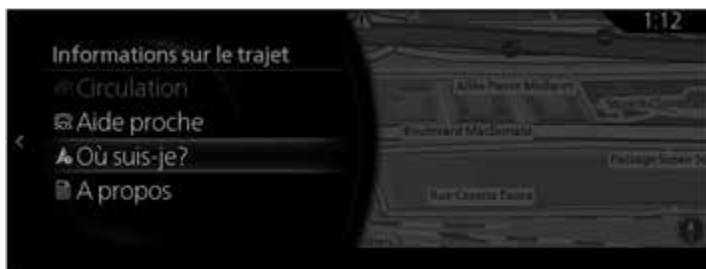 1:12
Informations sur le trajet
Circulation
Aide proche
Où suis-je?
A propos
Boulevard MacDonald